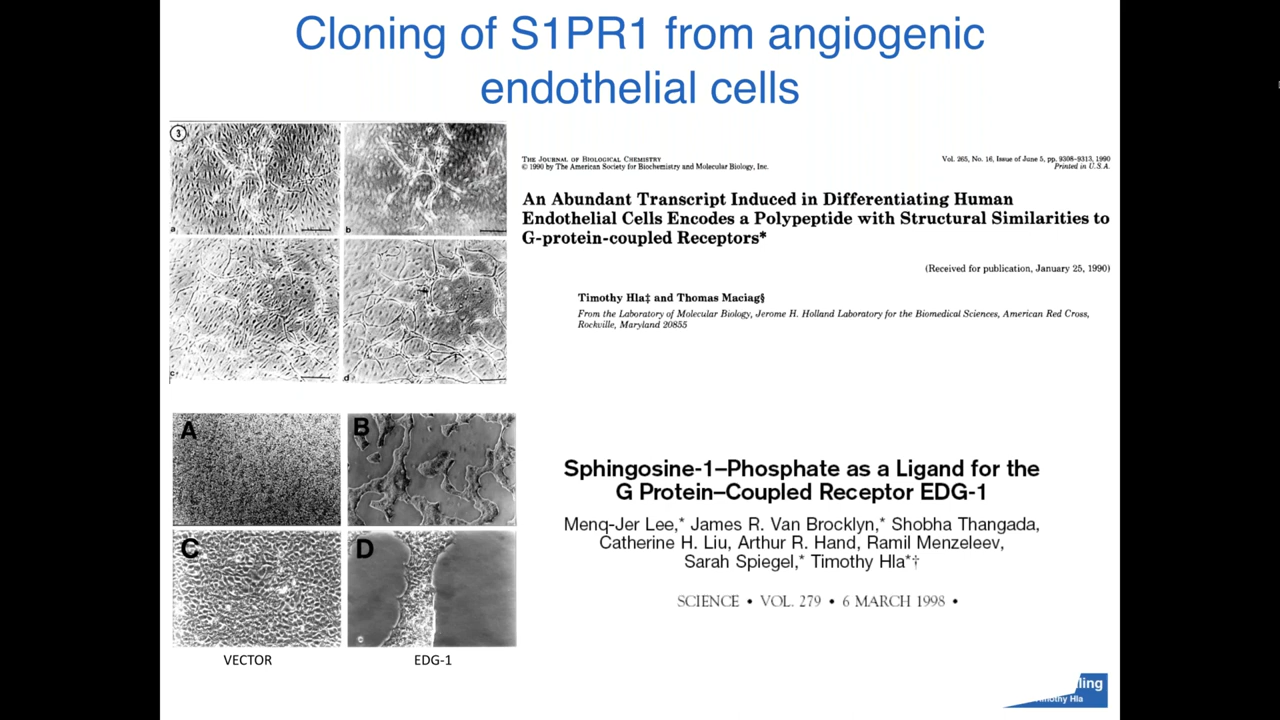 Cloning of S1PR1 from angiogenic
endothelial cells
3
a
b
c
d
THE JOURNAL OF BIOLOGICAL CHEMISTRY
© 1990 by The American Society for Biochemistry and Molecular Biology, Inc.
Vol. 265, No. 16, Issue of June 5, pp. 9308-9313, 1990
Printed in U.S.A.
An Abundant Transcript Induced in Differentiating Human
Endothelial Cells Encodes a Polypeptide with Structural Similarities to
G-protein-coupled Receptors*
(Received for publication, January 25, 1990)
Timothy Hla‡ and Thomas Maciag§
From the Laboratory of Molecular Biology, Jerome H. Holland Laboratory for the Biomedical Sciences, American Red Cross,
Rockville, Maryland 20855
A
B
C
D
VECTOR
EDG-1
Sphingosine-1–Phosphate as a Ligand for the
G Protein–Coupled Receptor EDG-1
Menq-Jer Lee,* James R. Van Brocklyn,* Shobha Thangada,
Catherine H. Liu, Arthur R. Hand, Ramil Menzeleev,
Sarah Spiegel,* Timothy Hla*†
SCIENCE • VOL. 279 • 6 MARCH 1998 •
ling
Timothy Hla